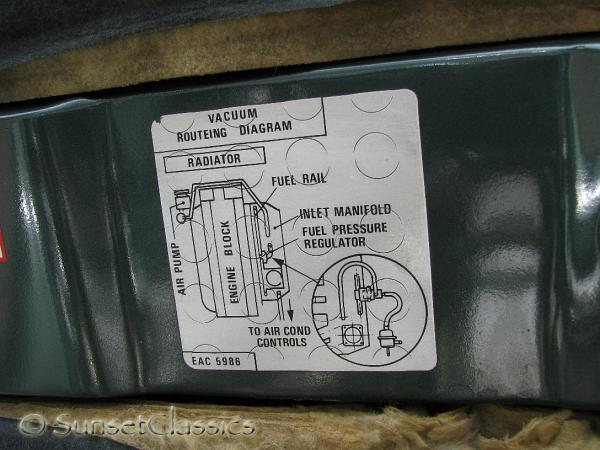 VACUUM
ROUTEING DIAGRAM
RADIATOR
FUEL RAIL
INLET MANIFOLD
FUEL PRESSURE
REGULATOR
AIR PUMP
ENGINE BLOCK
TO AIR COND
CONTROLS
EAC 5986
© SunsetClassics